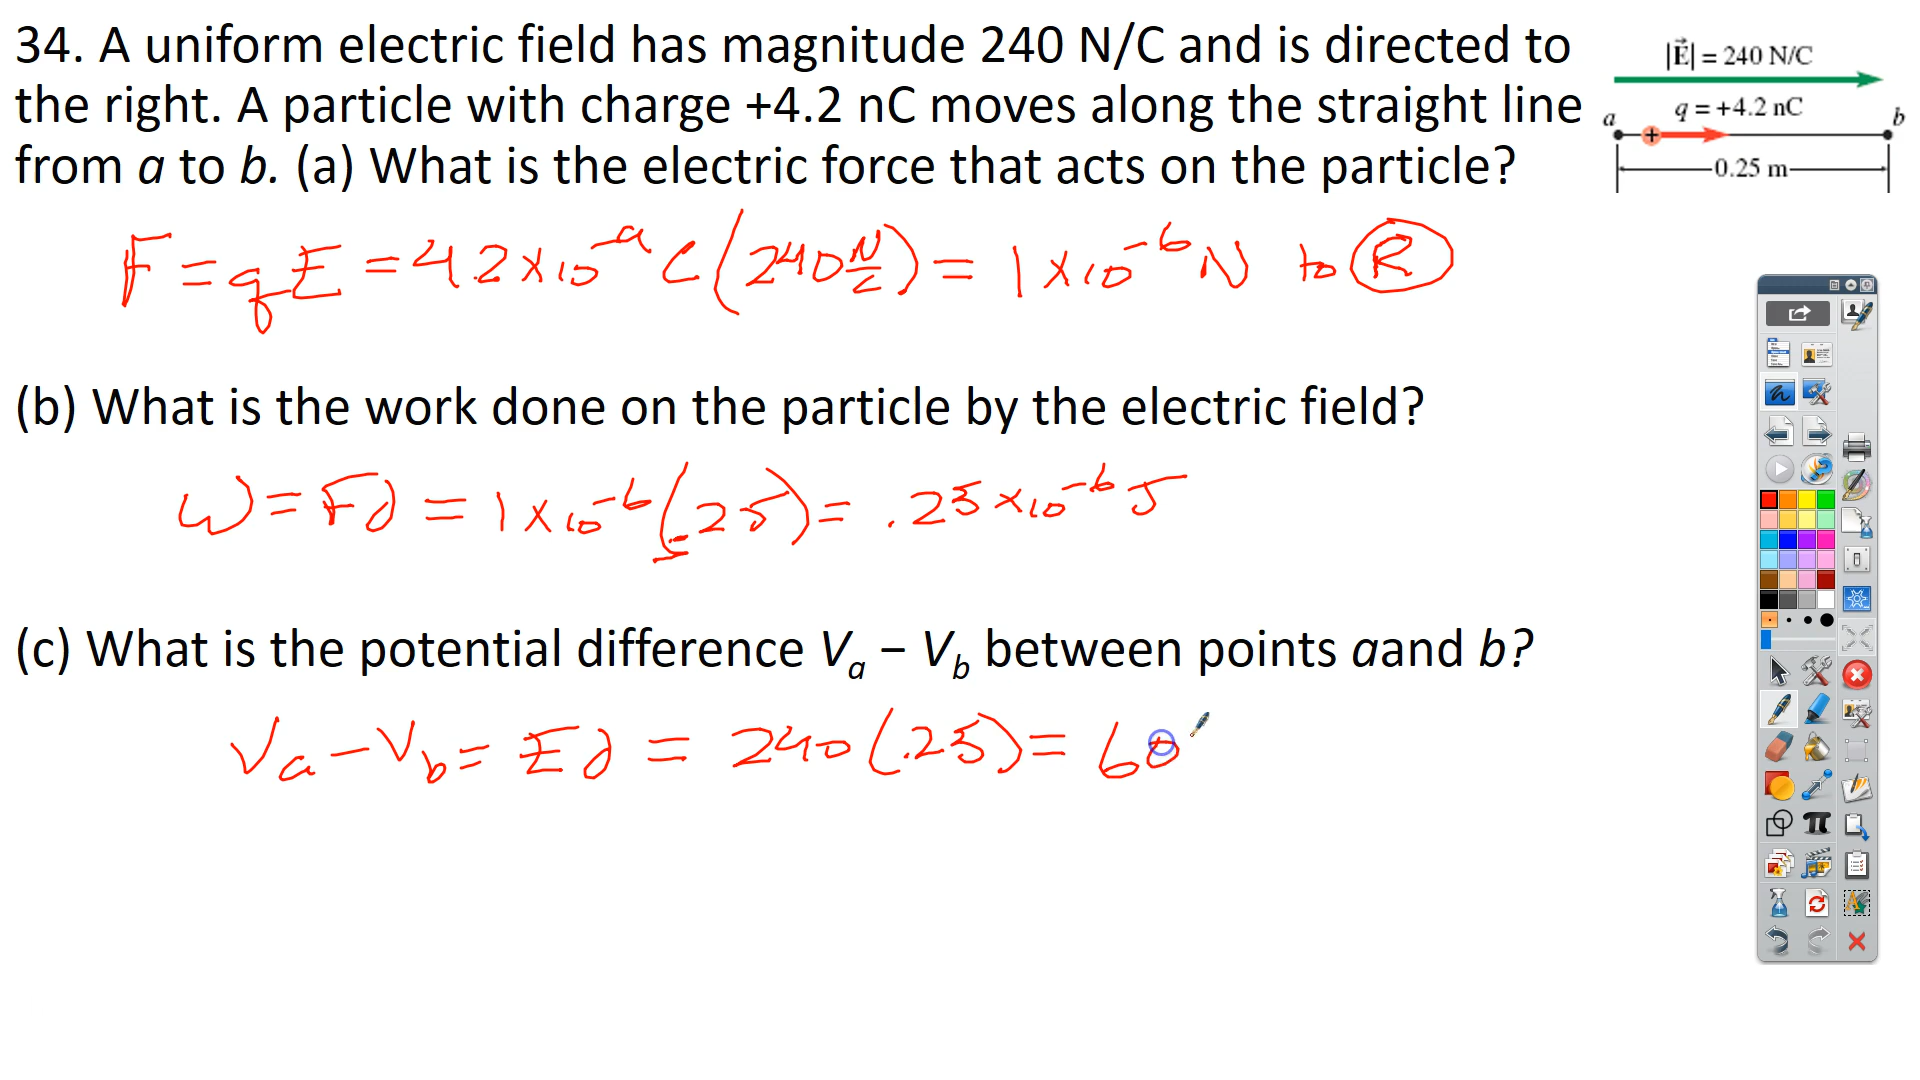 34. A uniform electric field has magnitude 240 N/C and is directed to
the right. A particle with charge +4.2 nC moves along the straight line
from a to b. (a) What is the electric force that acts on the particle?
|E⃗| = 240 N/C
q = +4.2 nC
a b
+
0.25 m
F = qE = 4.2 x 10⁻⁹ C (240 N/C) = 1 x 10⁻⁶ N to R
(b) What is the work done on the particle by the electric field?
W = Fd = 1 x 10⁻⁶ (.25) = .25 x 10⁻⁶ J
(c) What is the potential difference Vₐ − V_b between points aand b?
Va − Vb = Ed = 240 (.25) = 60